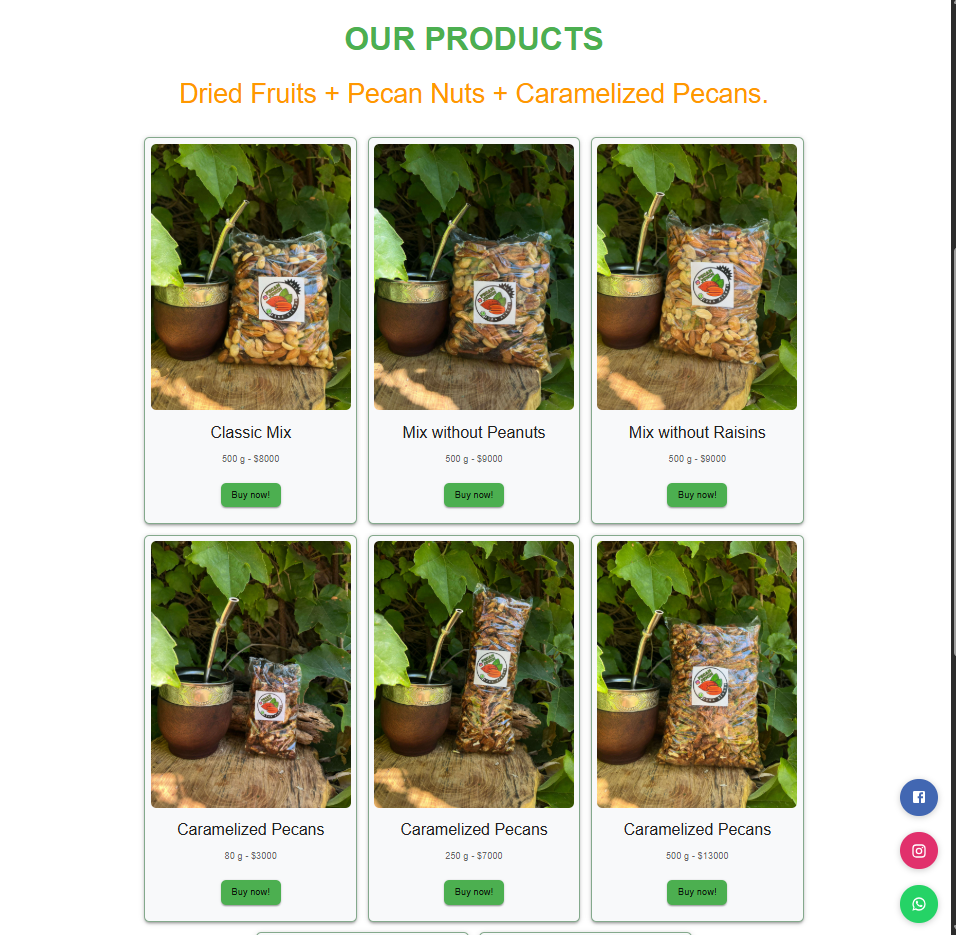 OUR PRODUCTS
Dried Fruits + Pecan Nuts + Caramelized Pecans.
Classic Mix
500 g - $8000
Buy now!
Mix without Peanuts
500 g - $9000
Buy now!
Mix without Raisins
500 g - $9000
Buy now!
Caramelized Pecans
80 g - $3000
Buy now!
Caramelized Pecans
250 g - $7000
Buy now!
Caramelized Pecans
500 g - $13000
Buy now!